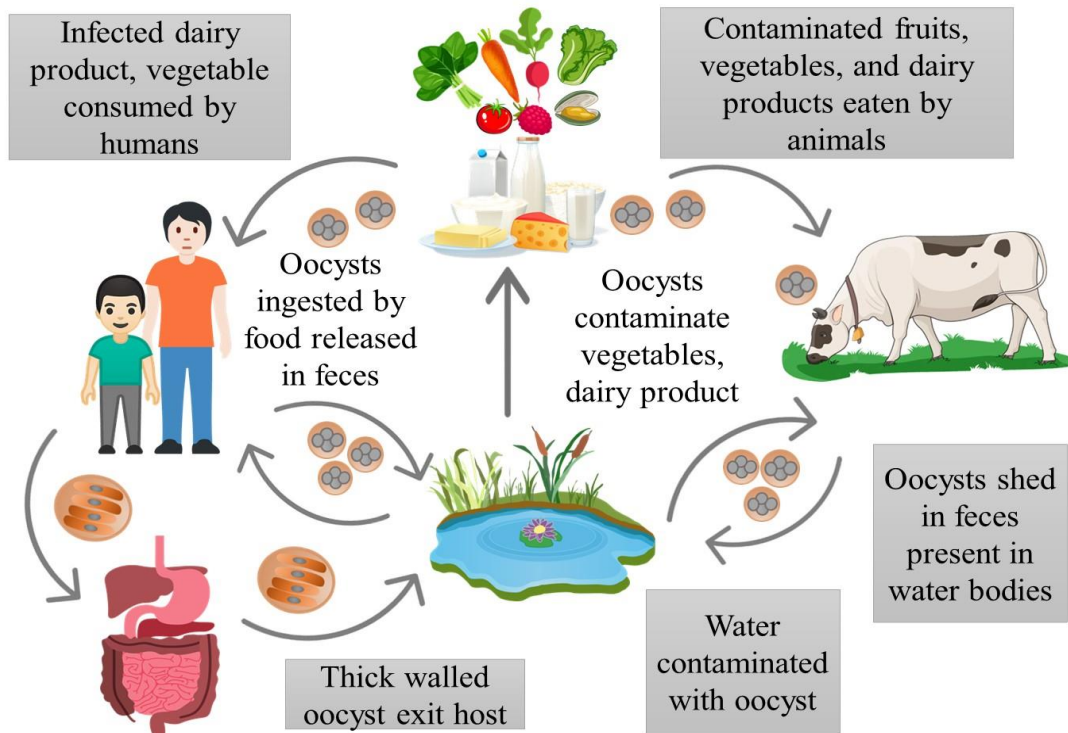 Infected dairy
product, vegetable
consumed by
humans
Contaminated fruits,
vegetables, and dairy
products eaten by
animals
Oocysts
ingested by
food released
in feces
Oocysts
contaminate
vegetables,
dairy product
Oocysts shed
in feces
present in
water bodies
Water
contaminated
with oocyst
Thick walled
oocyst exit host